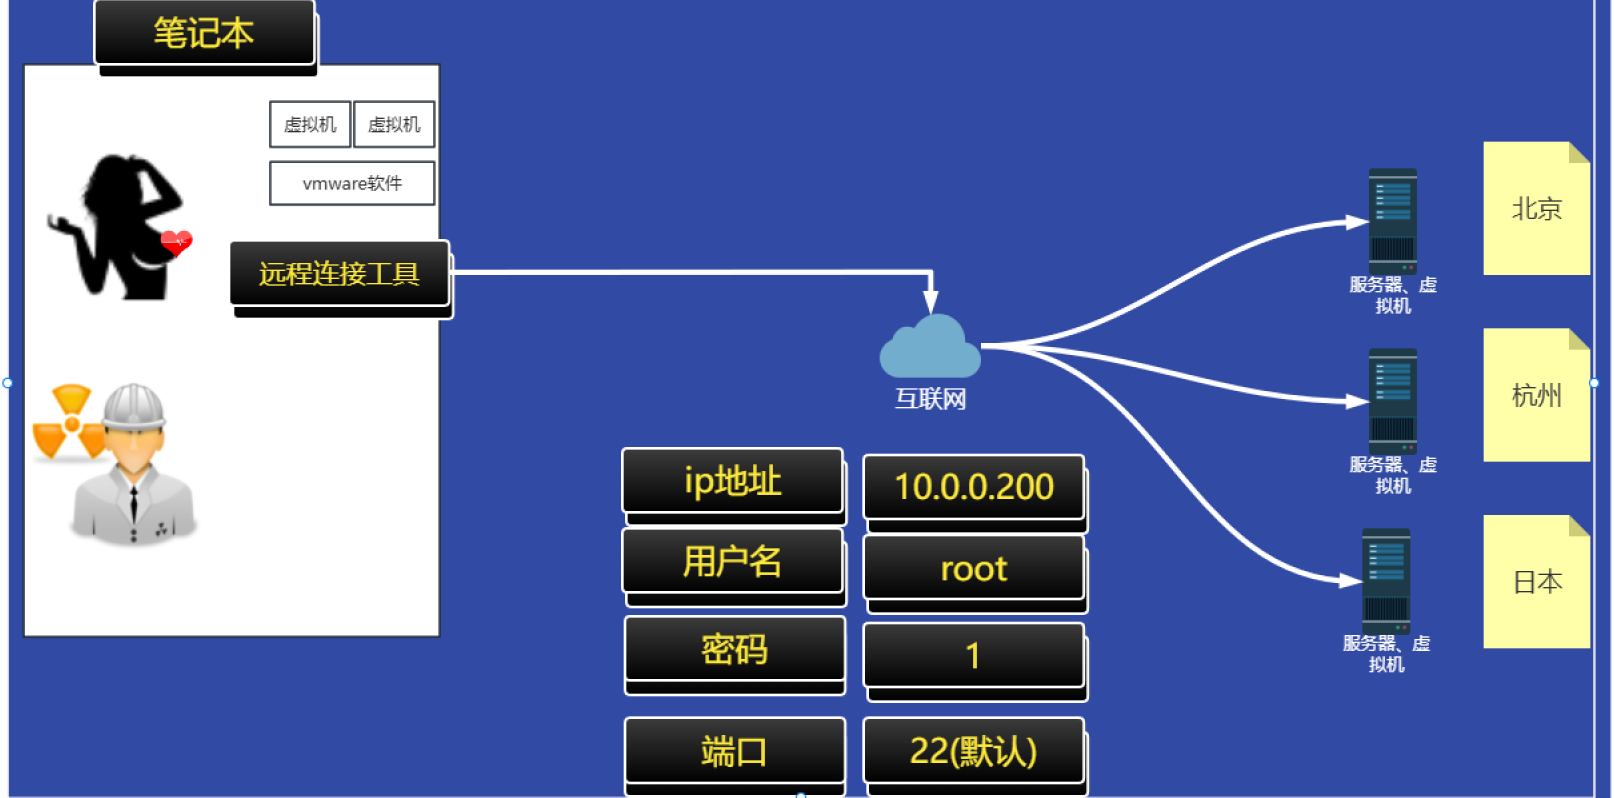 笔记本
虚拟机
虚拟机
vmware软件
远程连接工具
互联网
服务器、虚
拟机
北京
服务器、虚
拟机
杭州
服务器、虚
拟机
日本
ip地址
10.0.0.200
用户名
root
密码
1
端口
22(默认)